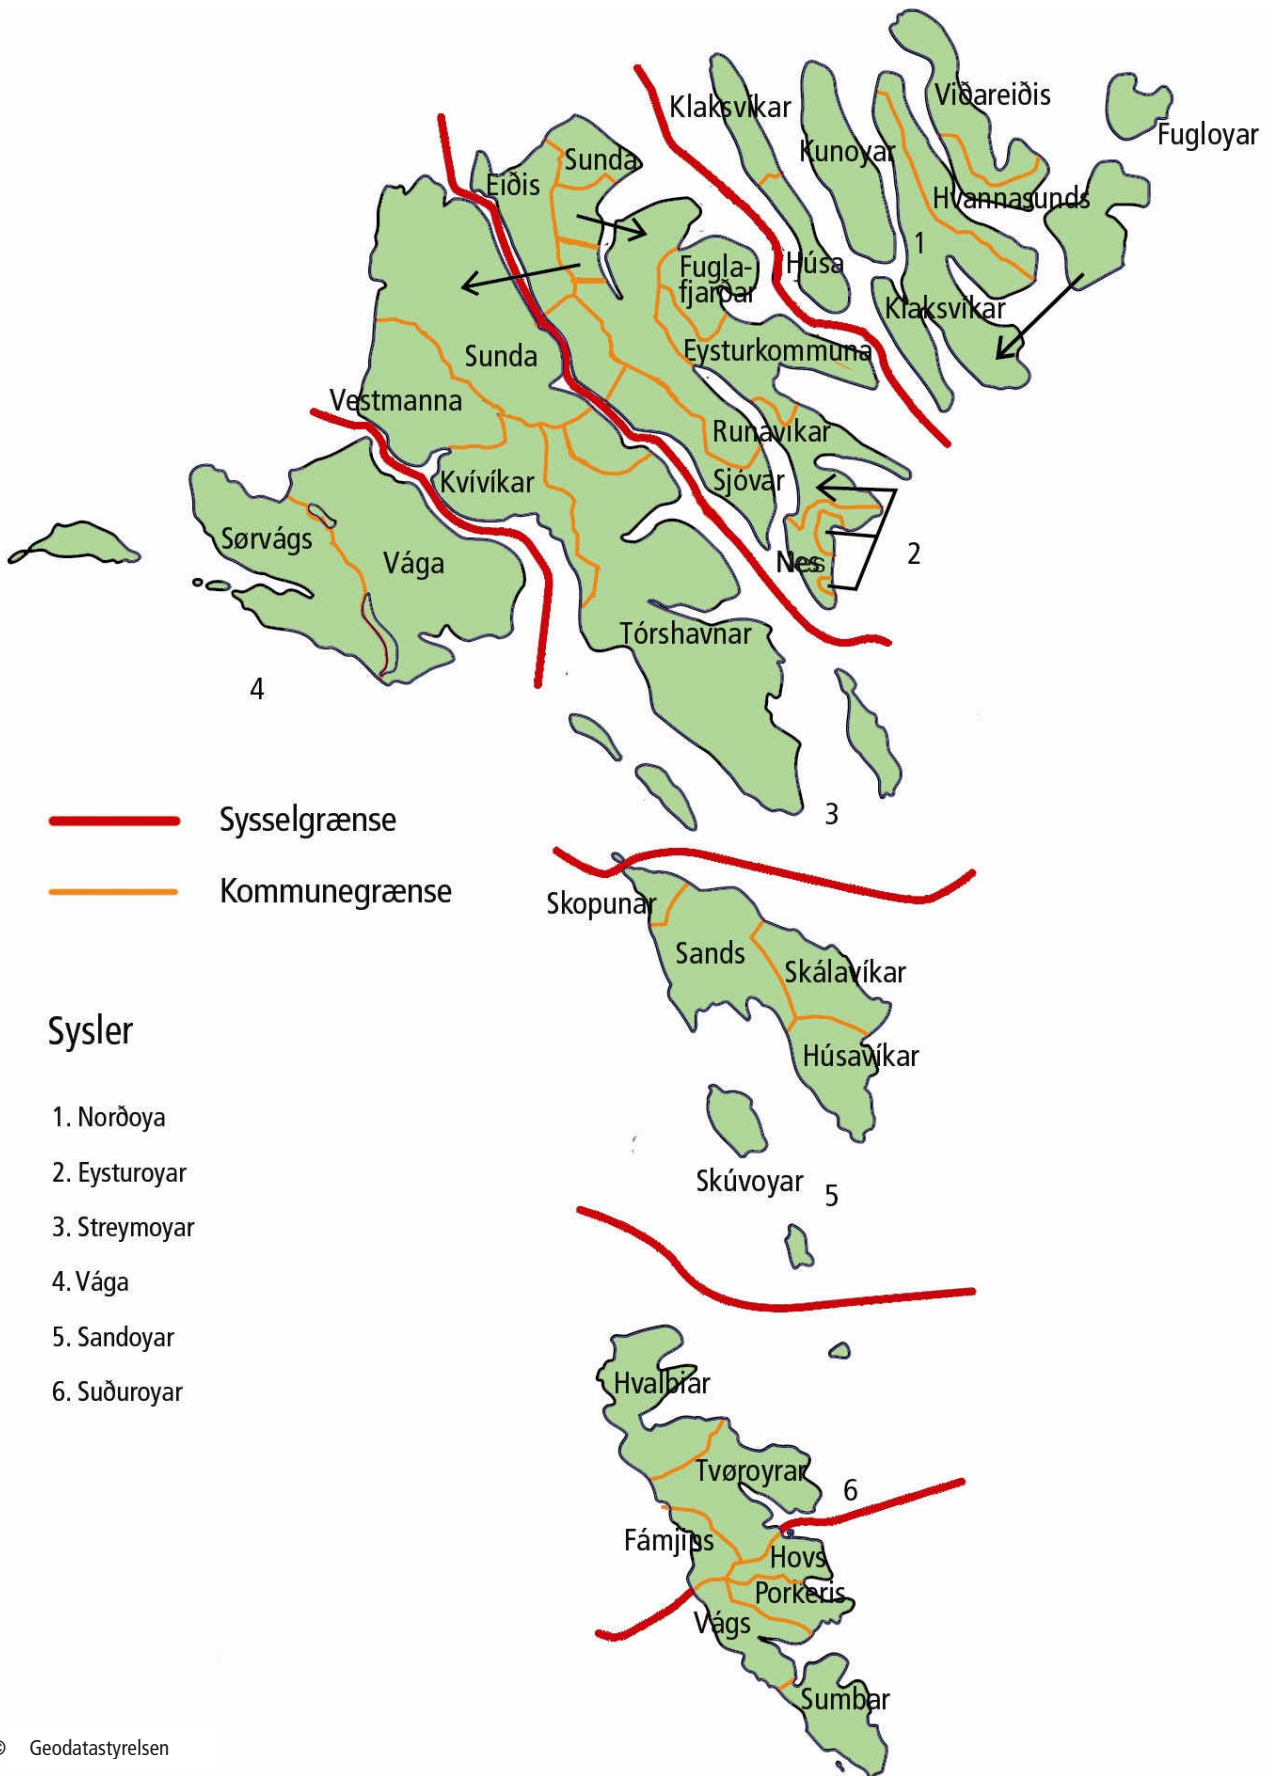 Klaksvíkar
Viðareiðis
Fugloyar
Kunoyar
Sunda
Eiðis
Hvannasunds
1
Húsa
Fugla-
fjarðar
Klaksvíkar
Eysturkommuna
Sunda
Vestmanna
Runavíkar
Sjóvar
Kvívíkar
Sørvágs
Vága
2
Nes
Tórshavnar
4
3
Sysselgrænse
Kommunegrænse
Skopunar
Sands
Skálavíkar
Húsavíkar
Sysler
1. Norðoya
2. Eysturoyar
3. Streymoyar
4. Vága
5. Sandoyar
6. Suðuroyar
Skúvoyar
5
Hvalbiar
Tvøroyrar
6
Fámjins
Hovs
Porkeris
Vágs
Sumbar
© Geodatastyrelsen